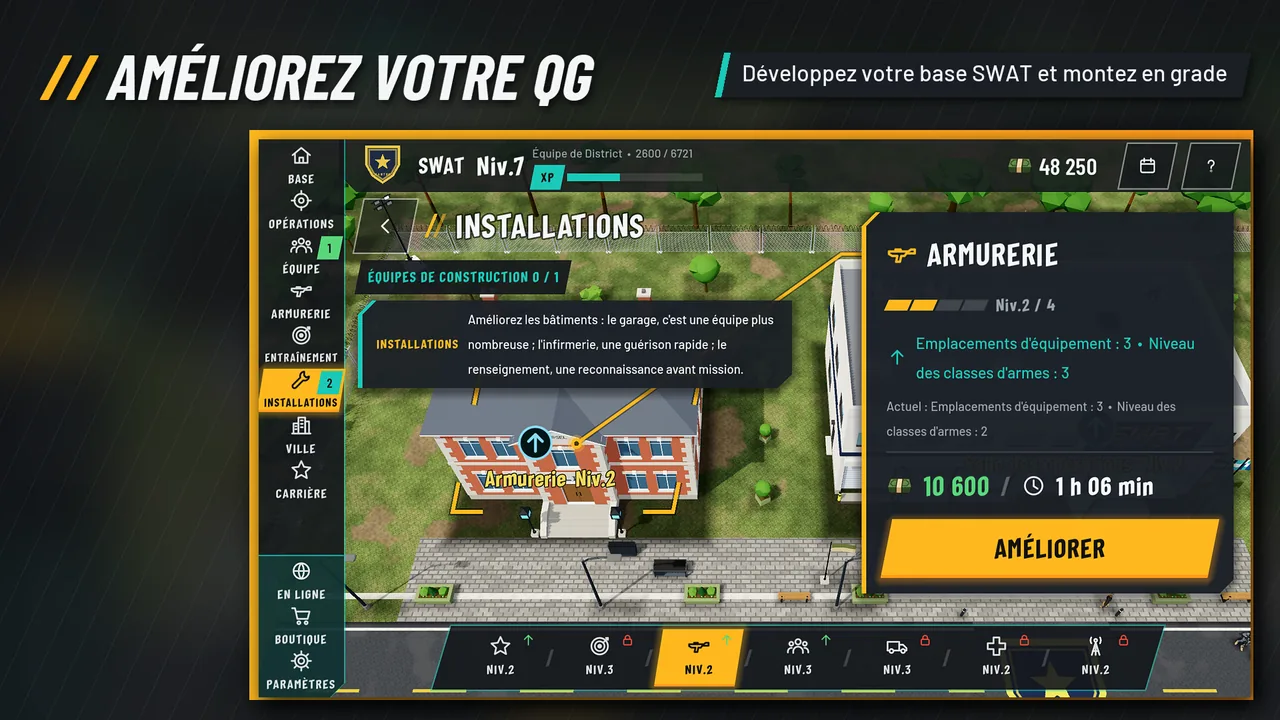 // AMÉLIOREZ VOTRE QG
Développez votre base SWAT et montez en grade
BASE
OPÉRATIONS
1
ÉQUIPE
ARMURERIE
ENTRAÎNEMENT
2
INSTALLATIONS
VILLE
CARRIÈRE
EN LIGNE
BOUTIQUE
PARAMÈTRES
SWAT Niv.7
Équipe de District • 2600 / 6721
XP
48 250
?
// INSTALLATIONS
ÉQUIPES DE CONSTRUCTION 0 / 1
INSTALLATIONS
Améliorez les bâtiments : le garage, c'est une équipe plus
nombreuse ; l'infirmerie, une guérison rapide ; le
renseignement, une reconnaissance avant mission.
Armurerie Niv.2
ARMURERIE
Niv.2 / 4
Emplacements d'équipement : 3 • Niveau
des classes d'armes : 3
Actuel : Emplacements d'équipement : 3 • Niveau des
classes d'armes : 2
10 600 / 1 h 06 min
AMÉLIORER
NIV.2 / NIV.3 / NIV.2 / NIV.3 / NIV.3 / NIV.2 / NIV.2